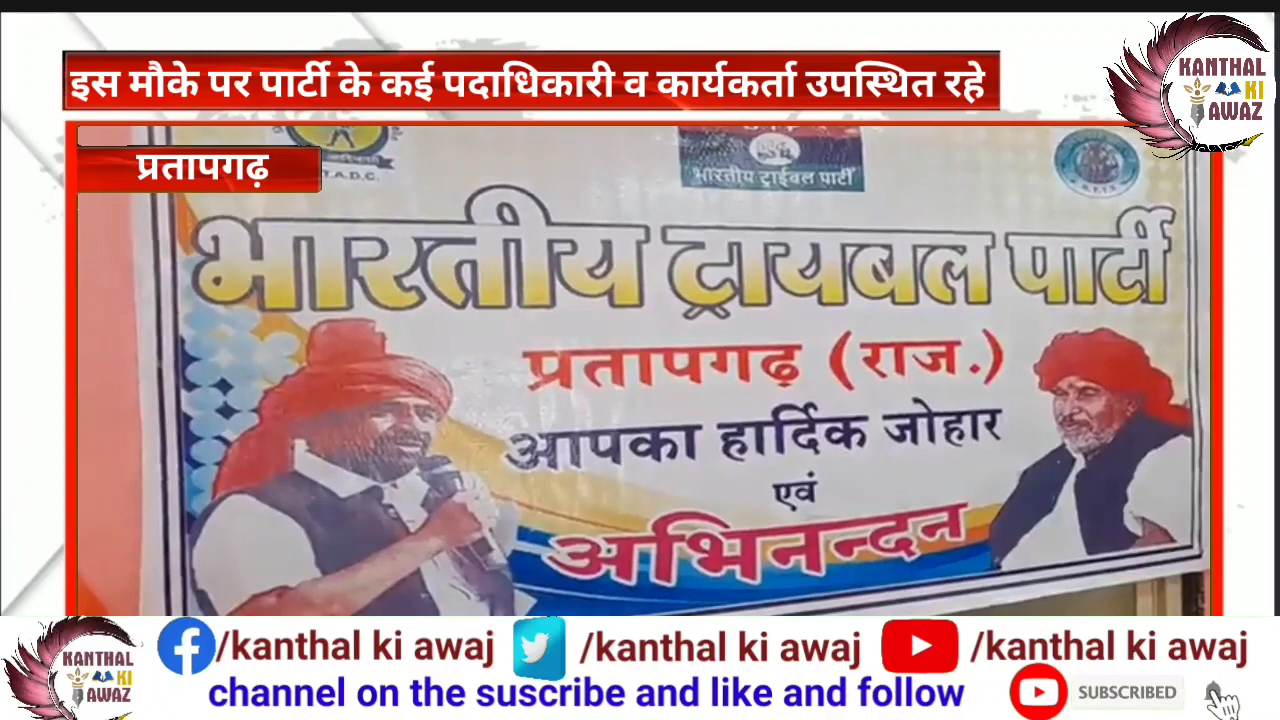 इस मौके पर पार्टी के कई पदाधिकारी व कार्यकर्ता उपस्थित रहे
KANTHAL
KI
AWAZ
प्रतापगढ़
T.A.D.C.
भारतीय ट्राईबल पार्टी
भारतीय ट्रायबल पार्टी
प्रतापगढ़ (राज.)
आपका हार्दिक जोहार
एवं
अभिनन्दन
/kanthal ki awaj
/kanthal ki awaj
/kanthal ki awaj
KANTHAL
KI
AWAZ
channel on the suscribe and like and follow
SUBSCRIBED